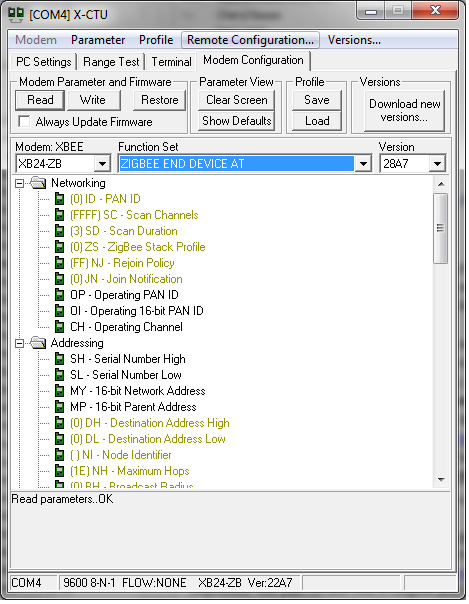 [COM4] X-CTU
Modem Parameter Profile Remote Configuration... Versions...
PC Settings Range Test Terminal Modem Configuration
Modem Parameter and Firmware Parameter View Profile Versions
Read Write Restore Clear Screen Save Download new versions...
Always Update Firmware Show Defaults Load
Modem: XBEE Function Set Version
XB24-ZB ZIGBEE END DEVICE AT 28A7
Networking
(0) ID - PAN ID
(FFFF) SC - Scan Channels
(3) SD - Scan Duration
(0) ZS - ZigBee Stack Profile
(FF) NJ - Rejoin Policy
(0) JN - Join Notification
OP - Operating PAN ID
OI - Operating 16-bit PAN ID
CH - Operating Channel
Addressing
SH - Serial Number High
SL - Serial Number Low
MY - 16-bit Network Address
MP - 16-bit Parent Address
(0) DH - Destination Address High
(0) DL - Destination Address Low
( ) NI - Node Identifier
(1E) NH - Maximum Hops
(0) BH - Broadcast Radius
Read parameters..OK
COM4 9600 8-N-1 FLOW:NONE XB24-ZB Ver:22A7